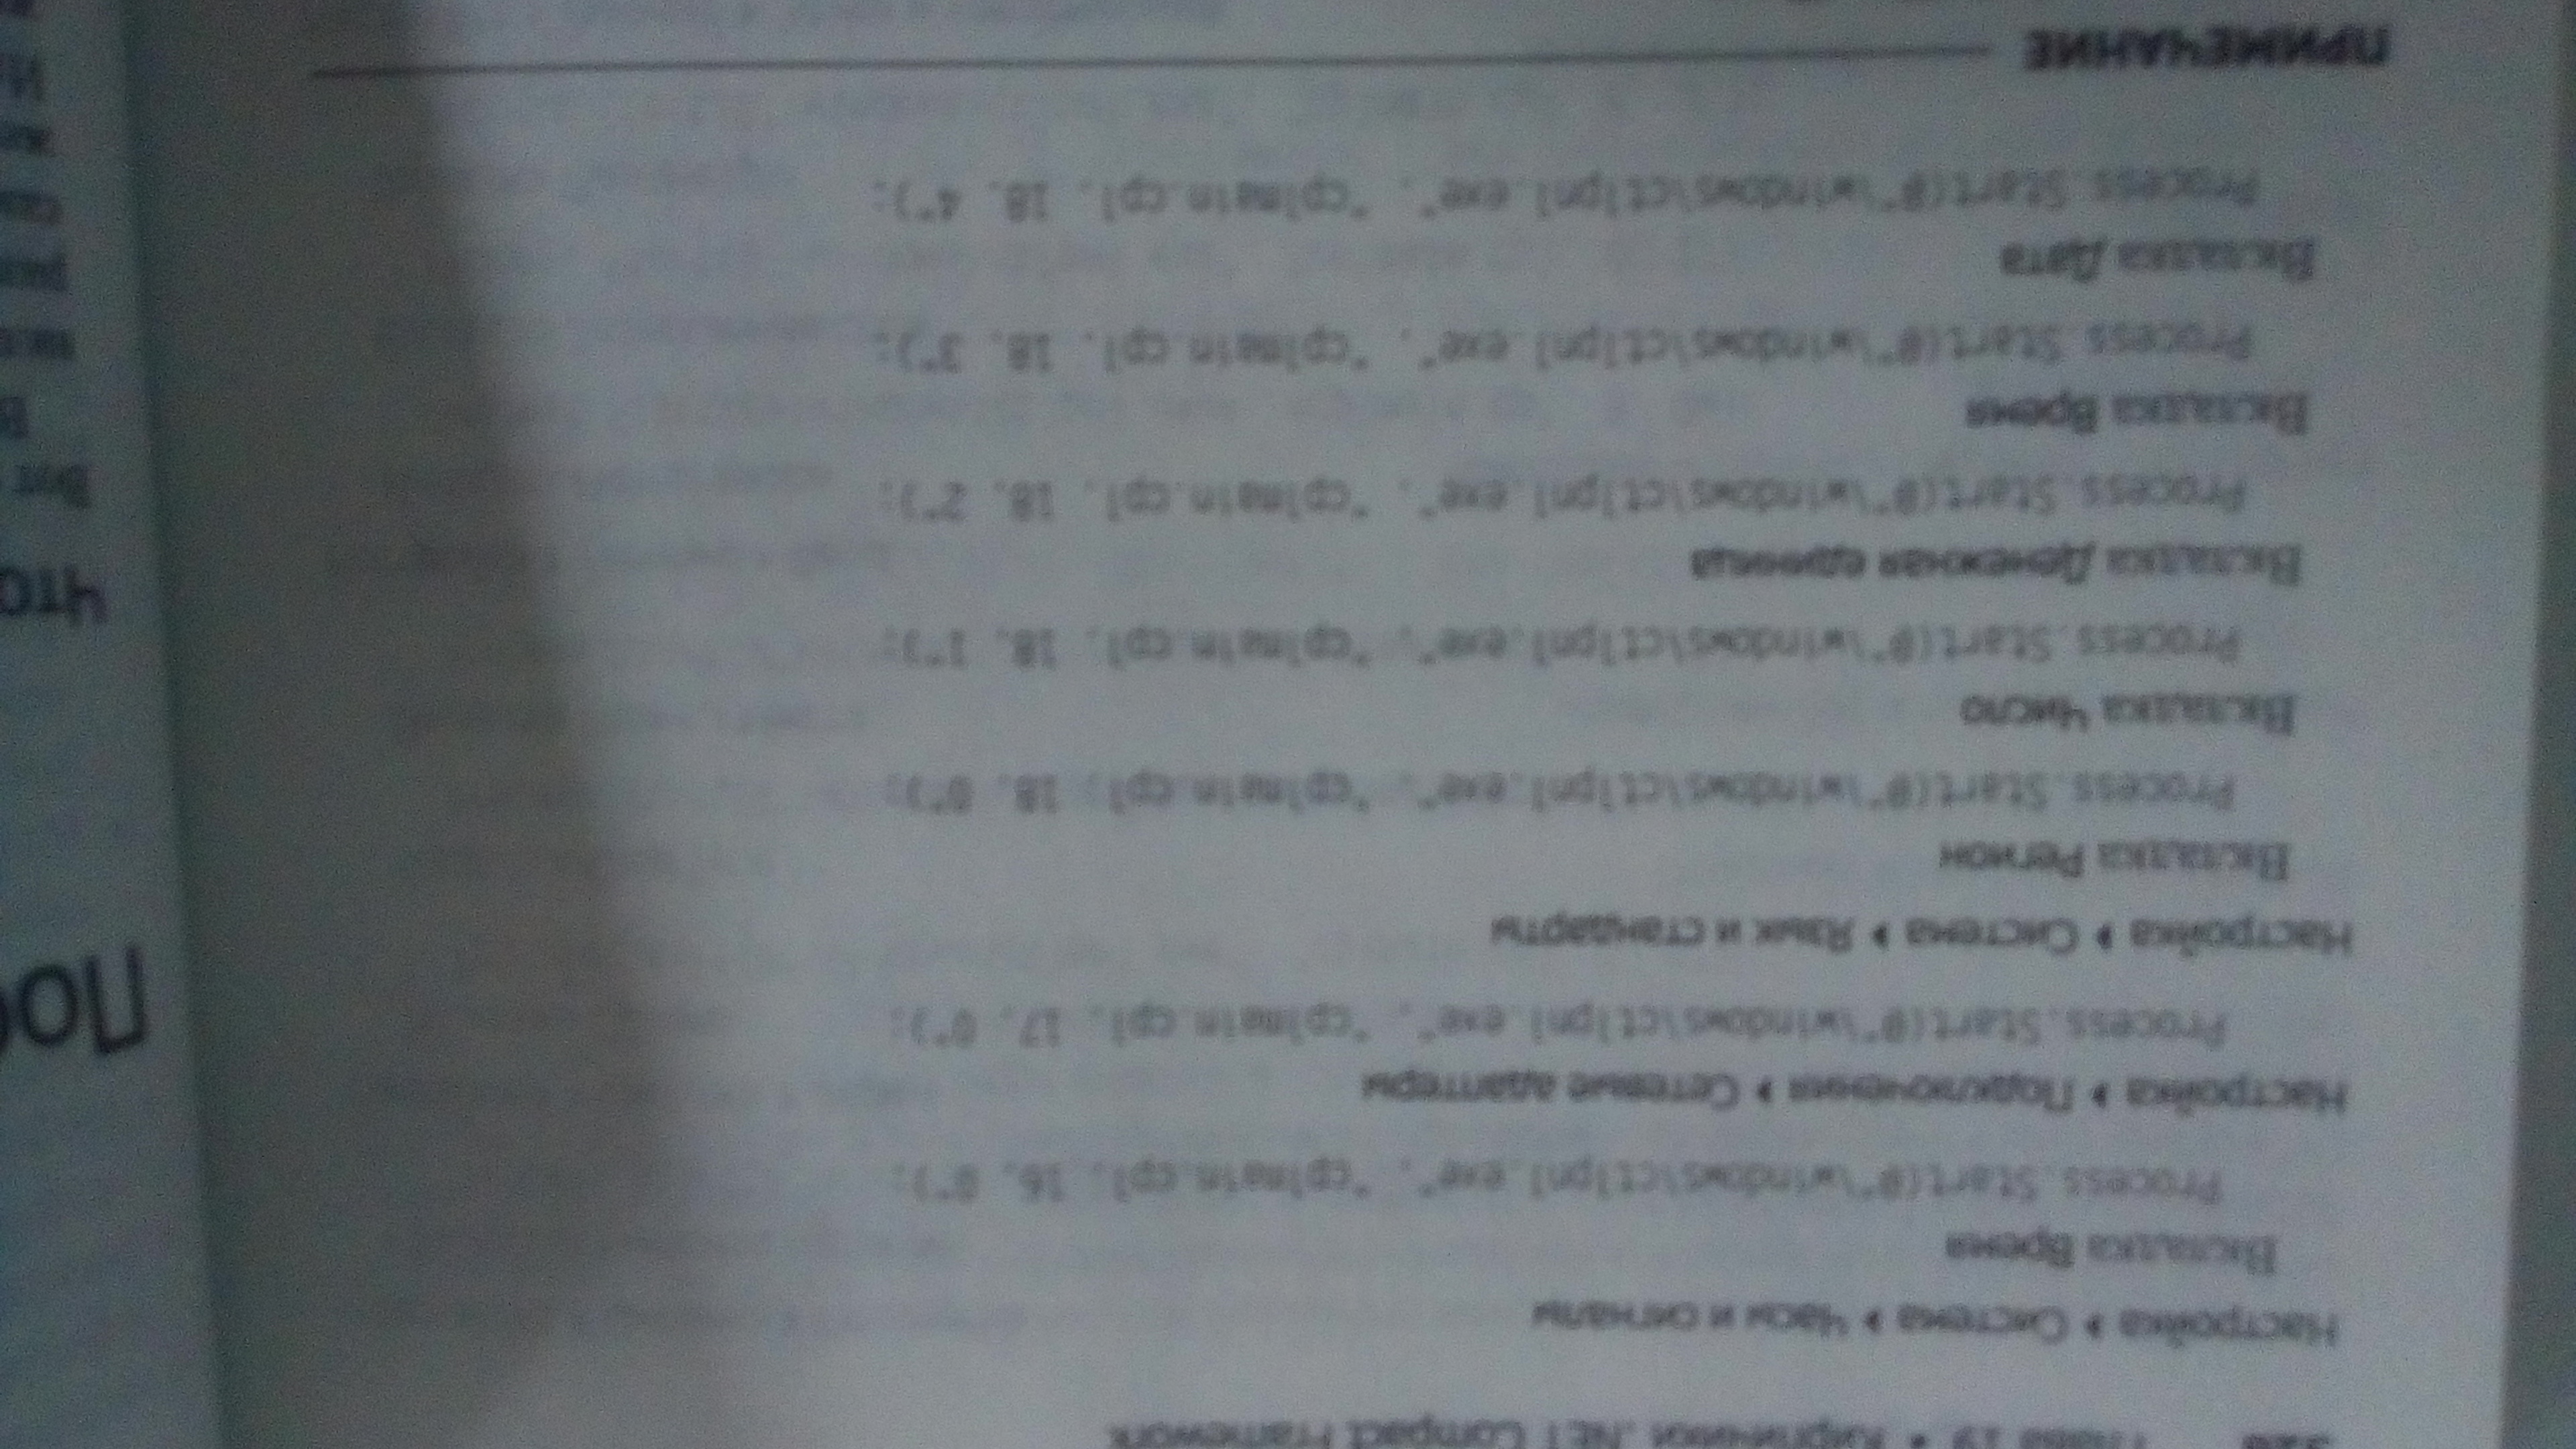 Глава 19 • Кирпичики .NET Compact Framework
Настройка ▸ Система ▸ Часы и сигналы
Вкладка Время
Process.Start(@"\windows\ctlpnl.exe", "cplmain.cpl, 16, 0");
Настройка ▸ Подключения ▸ Сетевые адаптеры
Process.Start(@"\windows\ctlpnl.exe", "cplmain.cpl, 17, 0");
Настройка ▸ Система ▸ Язык и стандарты
Вкладка Регион
Process.Start(@"\windows\ctlpnl.exe", "cplmain.cpl, 18, 0");
Вкладка Число
Process.Start(@"\windows\ctlpnl.exe", "cplmain.cpl, 18, 1");
Вкладка Денежная единица
Process.Start(@"\windows\ctlpnl.exe", "cplmain.cpl, 18, 2");
Вкладка Время
Process.Start(@"\windows\ctlpnl.exe", "cplmain.cpl, 18, 3");
Вкладка Дата
Process.Start(@"\windows\ctlpnl.exe", "cplmain.cpl, 18, 4");
ПРИМЕЧАНИЕ
Что
Вот